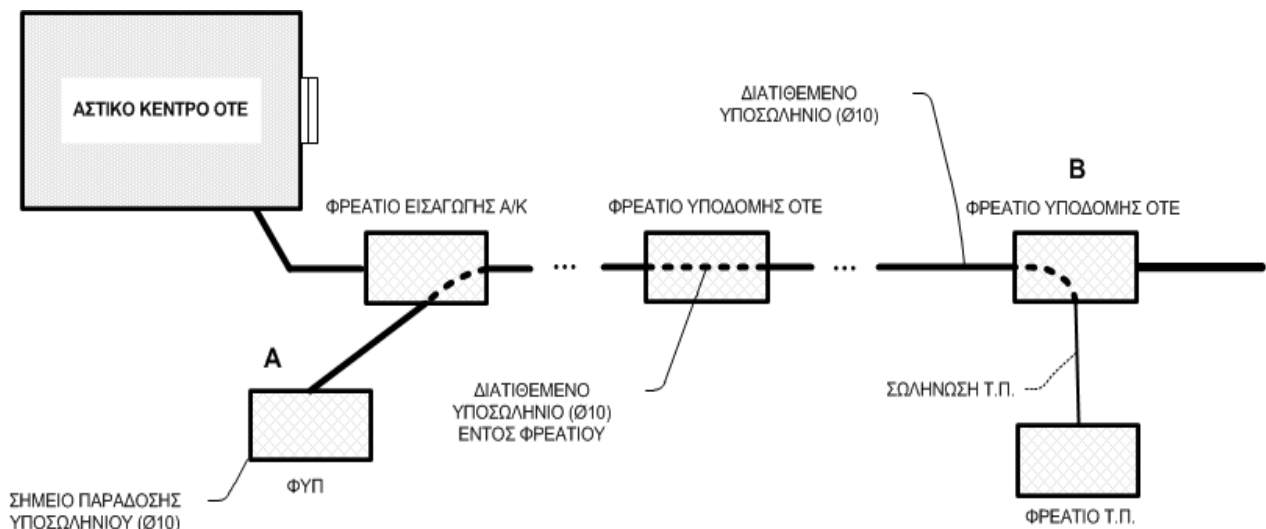 ΑΣΤΙΚΟ ΚΕΝΤΡΟ ΟΤΕ
ΔΙΑΤΙΘΕΜΕΝΟ
ΥΠΟΣΩΛΗΝΙΟ (Ø10)
Β
ΦΡΕΑΤΙΟ ΕΙΣΑΓΩΓΗΣ Α/Κ
ΦΡΕΑΤΙΟ ΥΠΟΔΟΜΗΣ ΟΤΕ
ΦΡΕΑΤΙΟ ΥΠΟΔΟΜΗΣ ΟΤΕ
...
...
Α
ΔΙΑΤΙΘΕΜΕΝΟ
ΥΠΟΣΩΛΗΝΙΟ (Ø10)
ΕΝΤΟΣ ΦΡΕΑΤΙΟΥ
ΣΩΛΗΝΩΣΗ Τ.Π.
ΦΥΠ
ΣΗΜΕΙΟ ΠΑΡΑΔΟΣΗΣ
ΥΠΟΣΩΛΗΝΙΟΥ (Ø10)
ΦΡΕΑΤΙΟ Τ.Π.